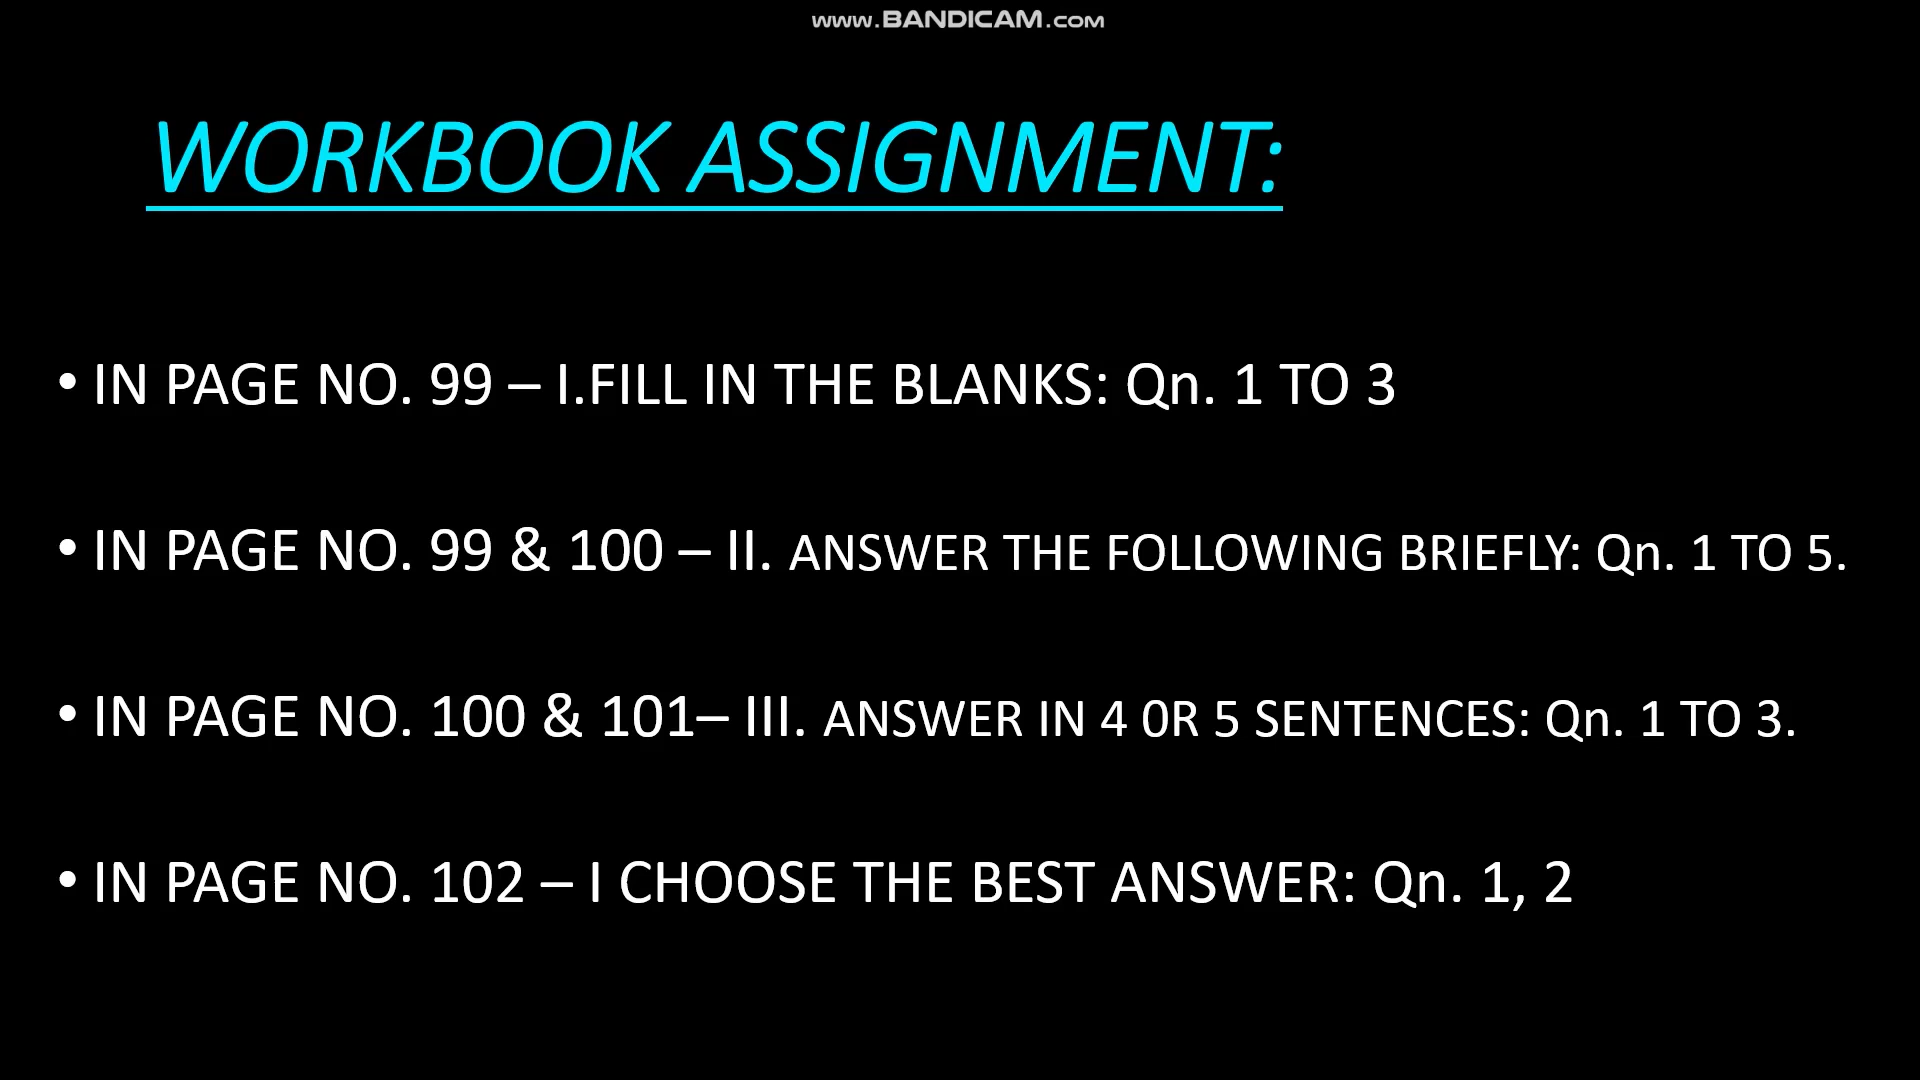 www.BANDICAM.com
WORKBOOK ASSIGNMENT:
• IN PAGE NO. 99 – I.FILL IN THE BLANKS: Qn. 1 TO 3
• IN PAGE NO. 99 & 100 – II. ANSWER THE FOLLOWING BRIEFLY: Qn. 1 TO 5.
• IN PAGE NO. 100 & 101– III. ANSWER IN 4 0R 5 SENTENCES: Qn. 1 TO 3.
• IN PAGE NO. 102 – I CHOOSE THE BEST ANSWER: Qn. 1, 2